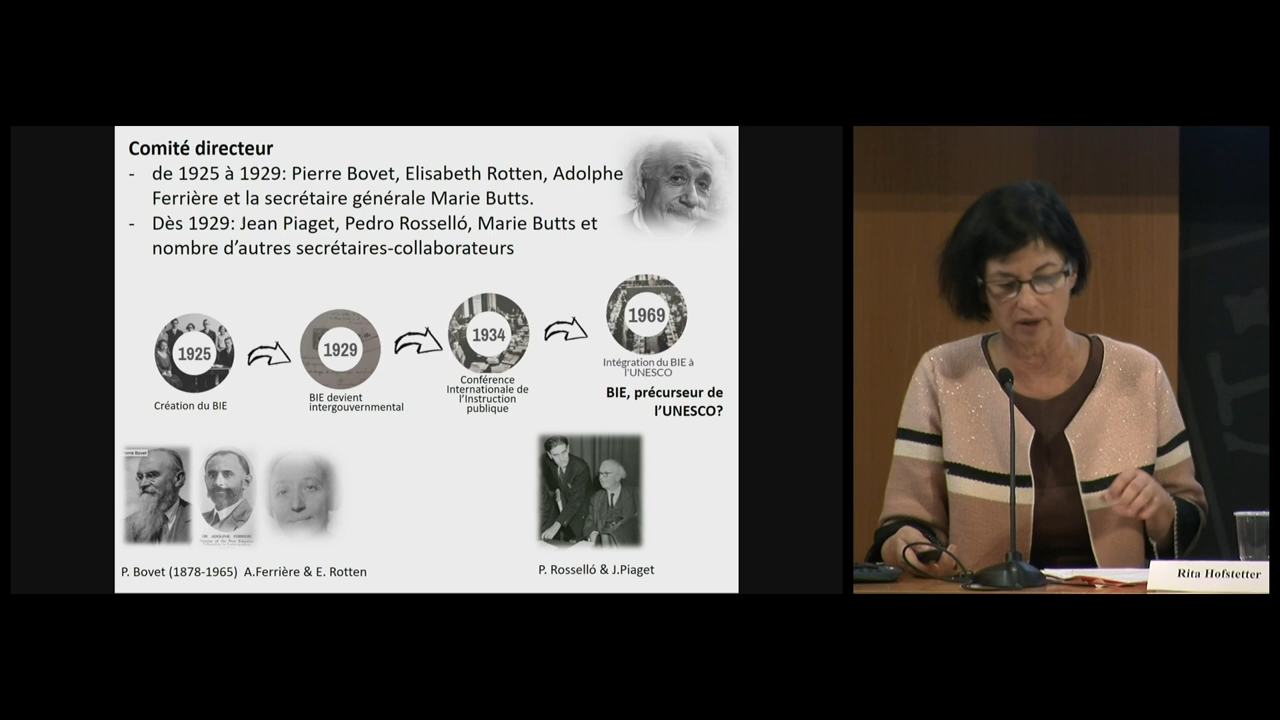 Comité directeur
- de 1925 à 1929: Pierre Bovet, Elisabeth Rotten, Adolphe
Ferrière et la secrétaire générale Marie Butts.
- Dès 1929: Jean Piaget, Pedro Rosselló, Marie Butts et
nombre d'autres secrétaires-collaborateurs
1925
Création du BIE
1929
BIE devient
intergouvernmental
1934
Conférence
Internationale de
l'Instruction
publique
1969
Intégration du BIE à
l'UNESCO
BIE, précurseur de
l'UNESCO?
P. Bovet (1878-1965) A.Ferrière & E. Rotten
P. Rosselló & J.Piaget
Rita Hofstetter